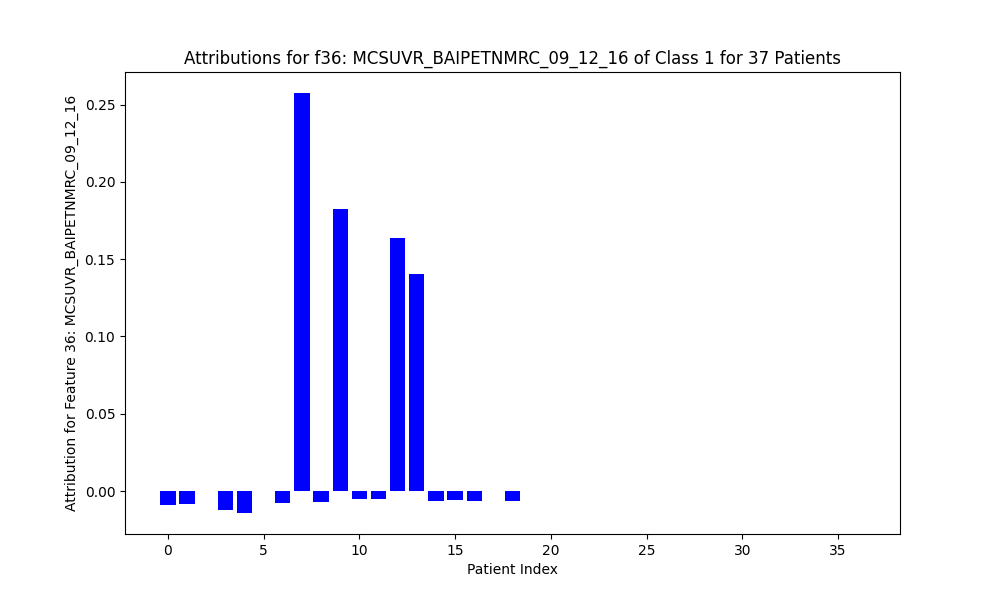 Attributions for f36: MCSUVR_BAIPETNMRC_09_12_16 of Class 1 for 37 Patients
Attribution for Feature 36: MCSUVR_BAIPETNMRC_09_12_16
0.25
0.20
0.15
0.10
0.05
0.00
0 5 10 15 20 25 30 35
Patient Index